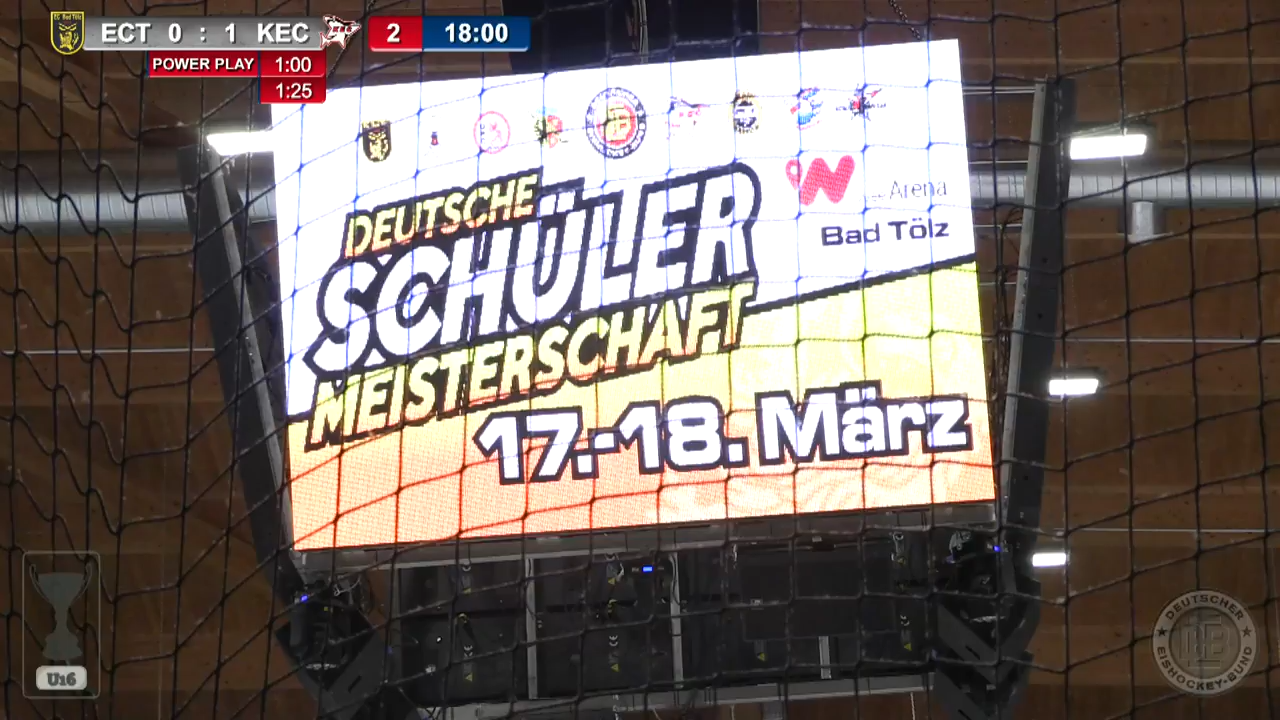 ECT 0 : 1 KEC 2 18:00
POWER PLAY 1:00
1:25
DEUTSCHE
SCHÜLER
MEISTERSCHAFT
Arena
Bad Tölz
17.-18. März
U16
DEUTSCHER
EISHOCKEY-BUND